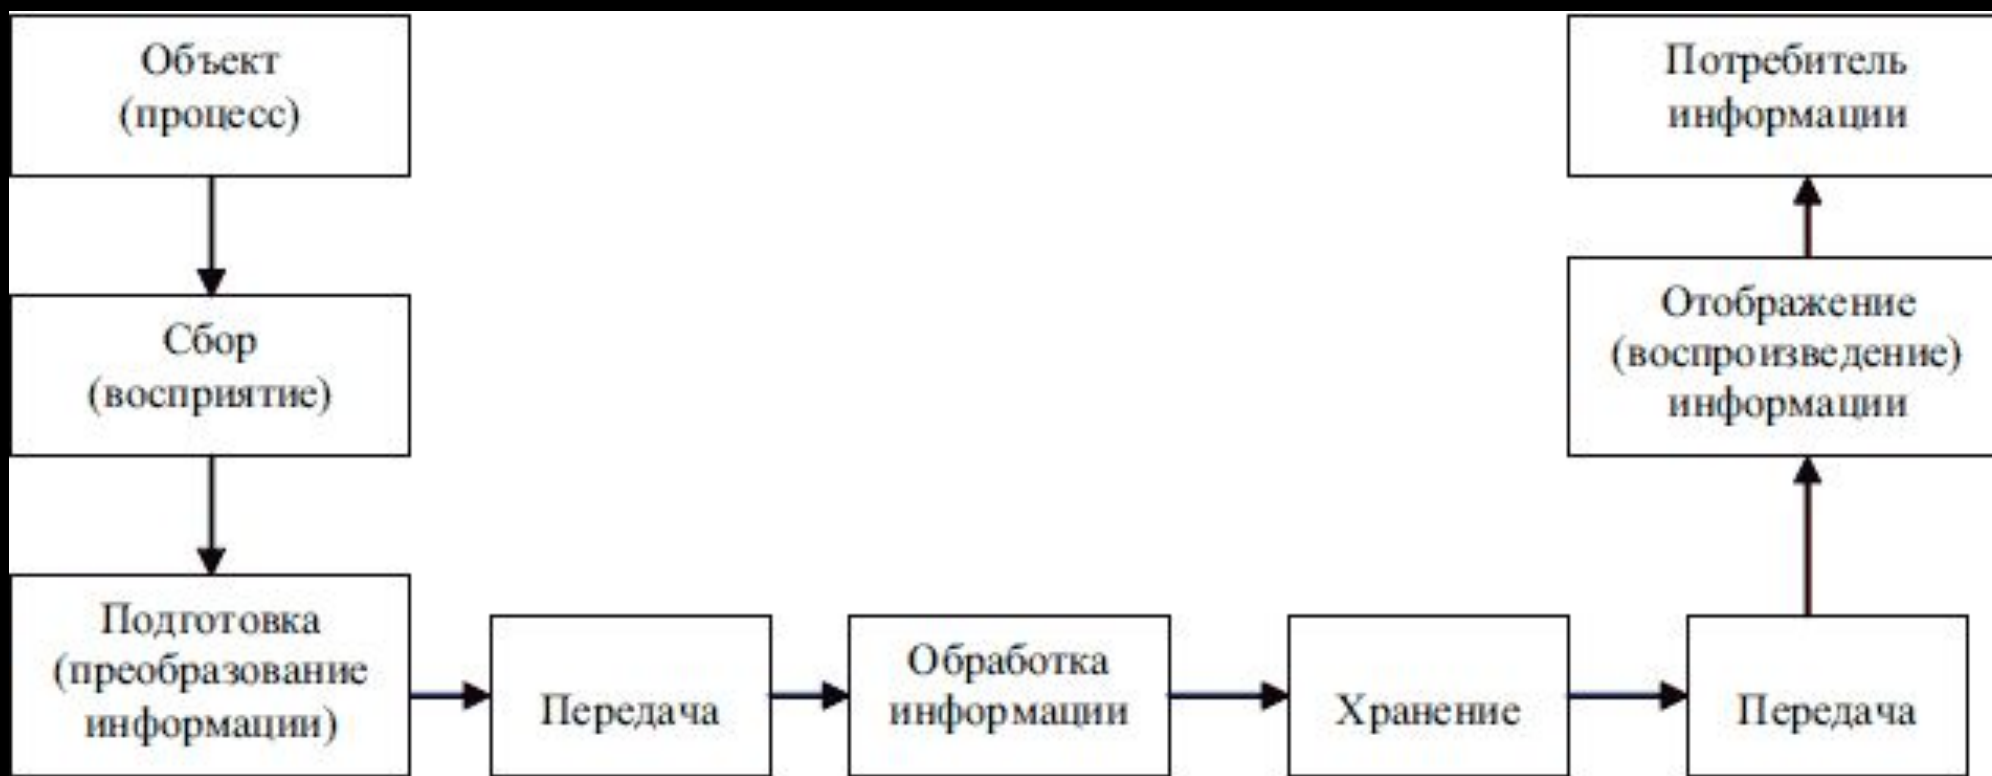 Объект
(процесс)
Сбор
(восприятие)
Подготовка
(преобразование
информации)
Передача
Обработка
информации
Хранение
Передача
Отображение
(воспроизведение)
информации
Потребитель
информации